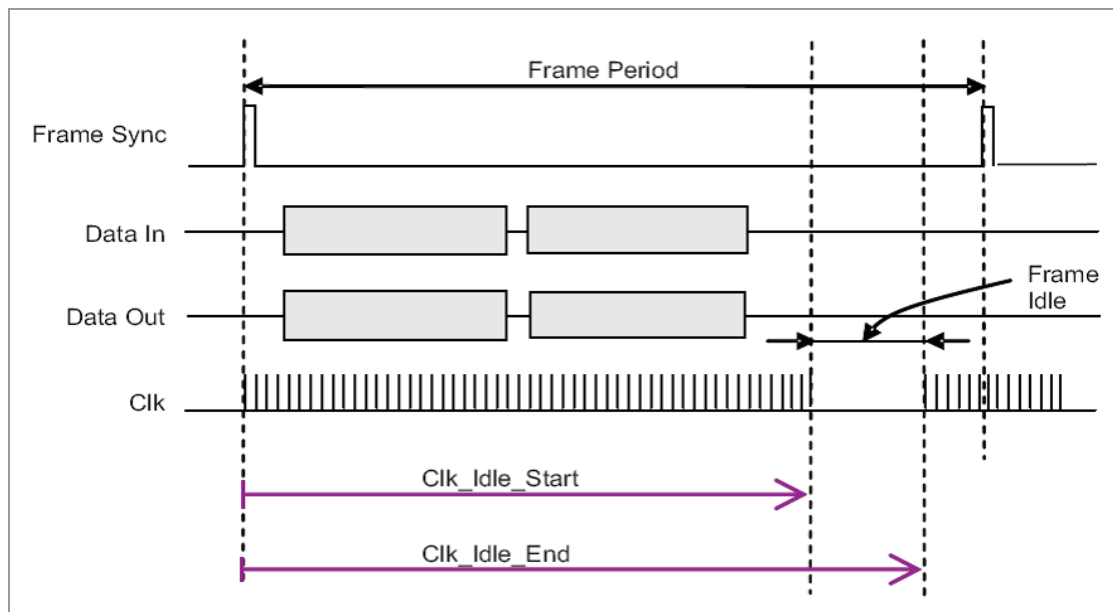 Frame Period
Frame Sync
Data In
Data Out
Frame
Idle
Clk
Clk_Idle_Start
Clk_Idle_End